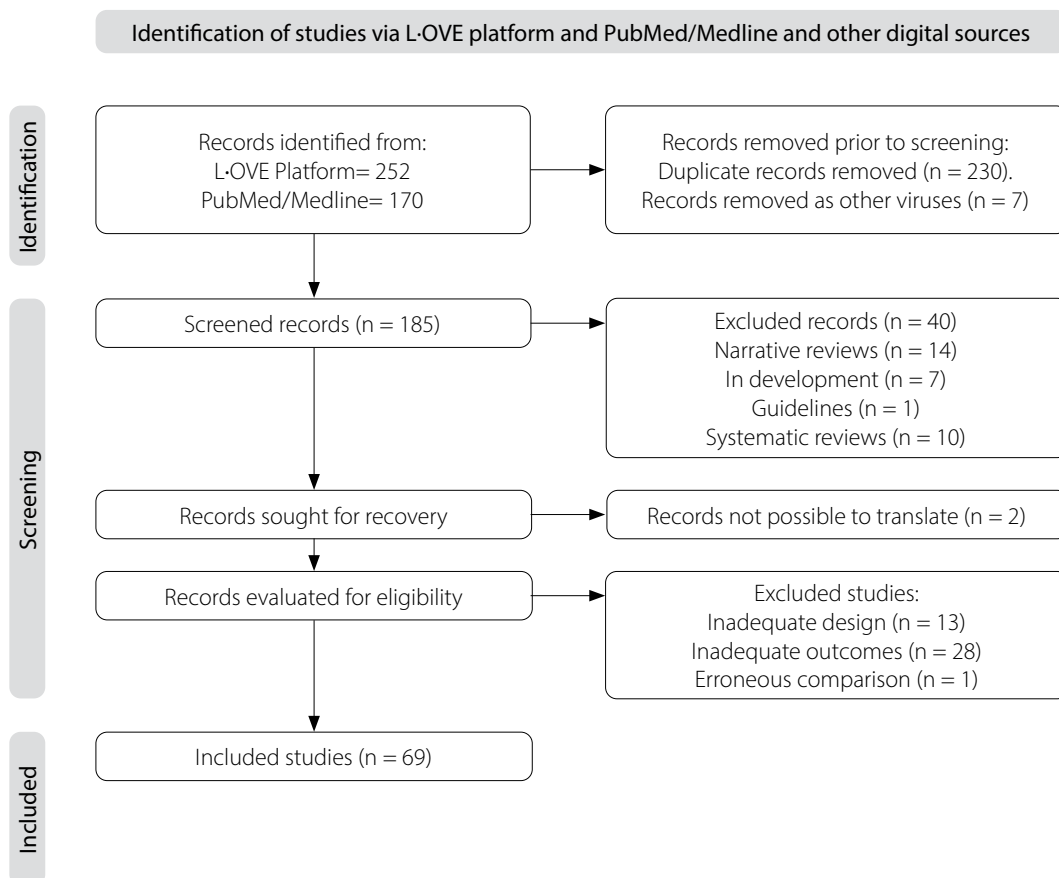 Identification of studies via L·OVE platform and PubMed/Medline and other digital sources
Identification
Records identified from:
L·OVE Platform= 252
PubMed/Medline= 170
Records removed prior to screening:
Duplicate records removed (n = 230).
Records removed as other viruses (n = 7)
Screening
Screened records (n = 185)
Excluded records (n = 40)
Narrative reviews (n = 14)
In development (n = 7)
Guidelines (n = 1)
Systematic reviews (n = 10)
Records sought for recovery
Records not possible to translate (n = 2)
Records evaluated for eligibility
Excluded studies:
Inadequate design (n = 13)
Inadequate outcomes (n = 28)
Erroneous comparison (n = 1)
Included
Included studies (n = 69)